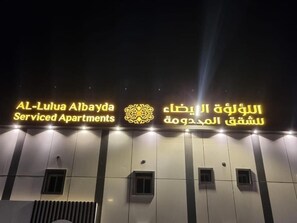 AL-Lulua Albayda
Serviced Apartments
اللؤلؤة البيضاء
للشقق المخدومة